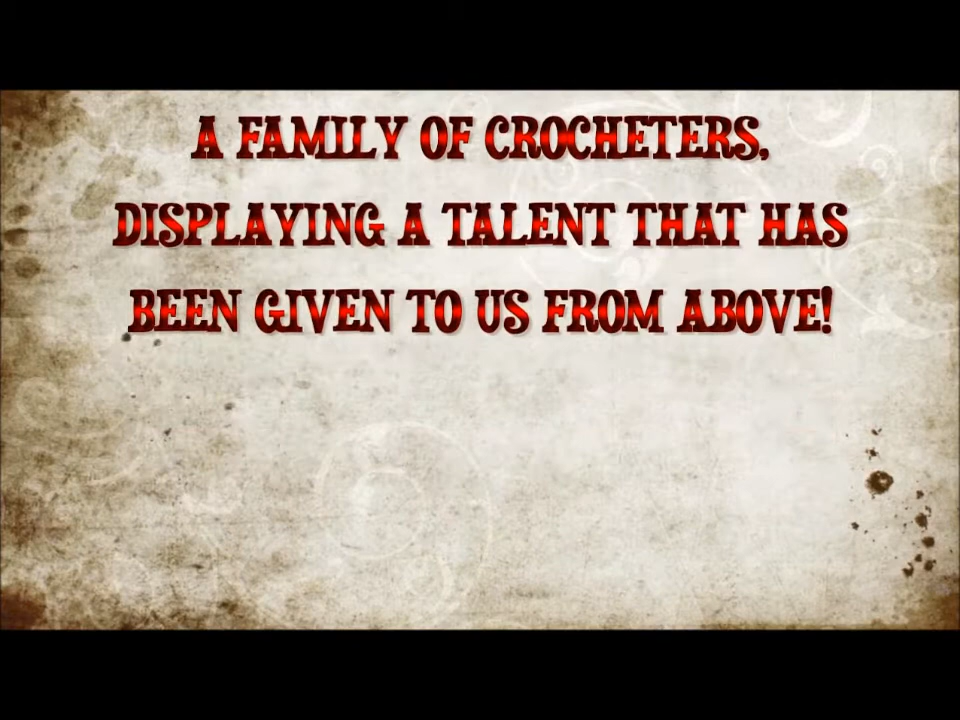 A FAMILY OF CROCHETERS,
DISPLAYING A TALENT THAT HAS
BEEN GIVEN TO US FROM ABOVE!